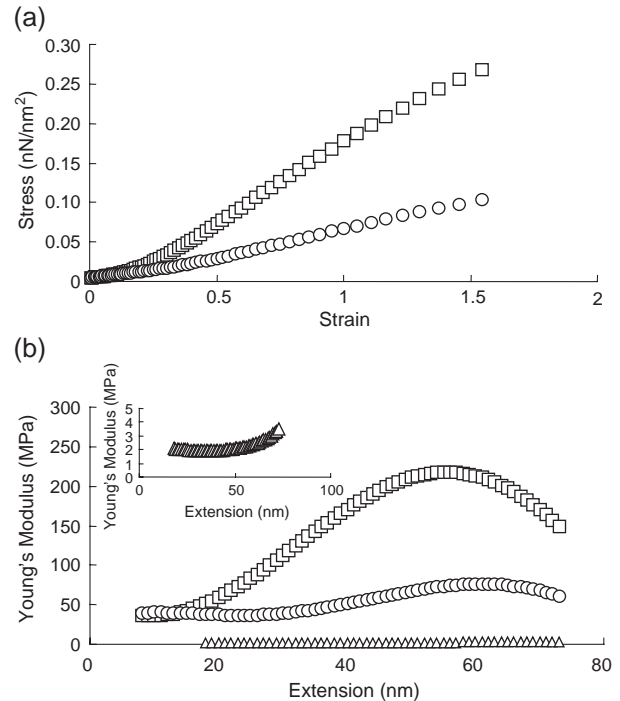 (a)
0.30
0.25
0.20
0.15
0.10
0.05
0
Stress (nN/nm²)
0 0.5 1 1.5 2
Strain
(b)
300
250
200
150
100
50
0
Young's Modulus (MPa)
5
4
3
2
1
0
Young's Modulus (MPa)
0 50 100
Extension (nm)
0 20 40 60 80
Extension (nm)